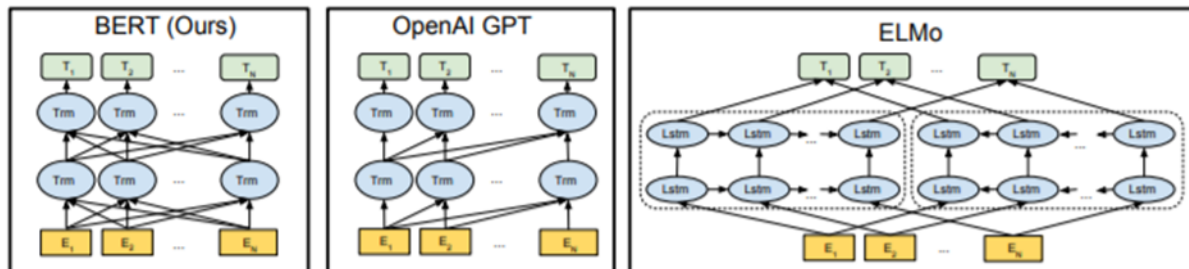 BERT (Ours)
T1 T2 ... TN
Trm Trm ... Trm
Trm Trm ... Trm
E1 E2 ... EN
OpenAI GPT
T1 T2 ... TN
Trm Trm ... Trm
Trm Trm ... Trm
E1 E2 ... EN
ELMo
T1 T2 ... TN
Lstm Lstm ... Lstm Lstm Lstm ... Lstm
Lstm Lstm ... Lstm Lstm Lstm ... Lstm
E1 E2 ... EN